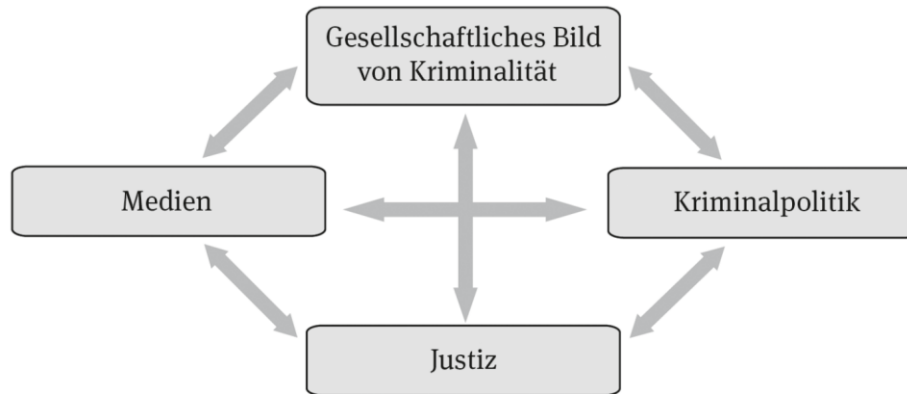 Gesellschaftliches Bild
von Kriminalität
Medien
Kriminalpolitik
Justiz